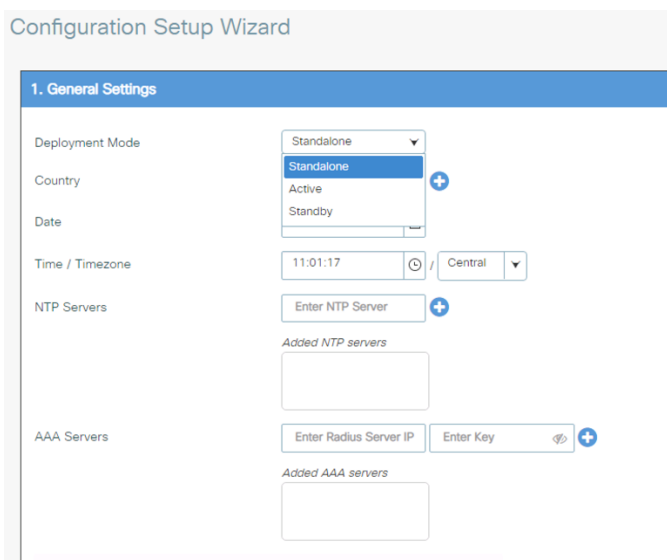 Configuration Setup Wizard
1. General Settings
Deployment Mode
Standalone
Standalone
Country
Active
Standby
Date
Time / Timezone
11:01:17 / Central
NTP Servers
Enter NTP Server
Added NTP servers
AAA Servers
Enter Radius Server IP
Enter Key
Added AAA servers